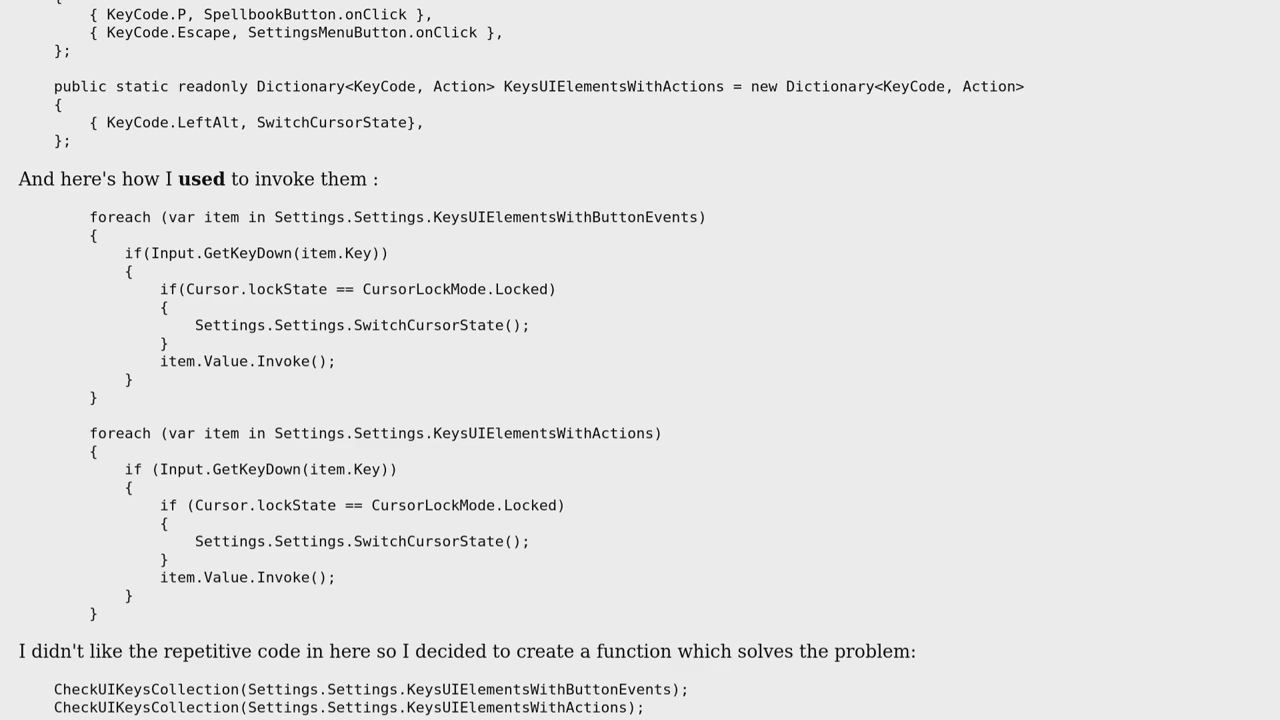 {
{ KeyCode.P, SpellbookButton.onClick },
{ KeyCode.Escape, SettingsMenuButton.onClick },
};
public static readonly Dictionary<KeyCode, Action> KeysUIElementsWithActions = new Dictionary<KeyCode, Action>
{
{ KeyCode.LeftAlt, SwitchCursorState},
};
And here's how I used to invoke them :
foreach (var item in Settings.Settings.KeysUIElementsWithButtonEvents)
{
if(Input.GetKeyDown(item.Key))
{
if(Cursor.lockState == CursorLockMode.Locked)
{
Settings.Settings.SwitchCursorState();
}
item.Value.Invoke();
}
}
foreach (var item in Settings.Settings.KeysUIElementsWithActions)
{
if (Input.GetKeyDown(item.Key))
{
if (Cursor.lockState == CursorLockMode.Locked)
{
Settings.Settings.SwitchCursorState();
}
item.Value.Invoke();
}
}
I didn't like the repetitive code in here so I decided to create a function which solves the problem:
CheckUIKeysCollection(Settings.Settings.KeysUIElementsWithButtonEvents);
CheckUIKeysCollection(Settings.Settings.KeysUIElementsWithActions);